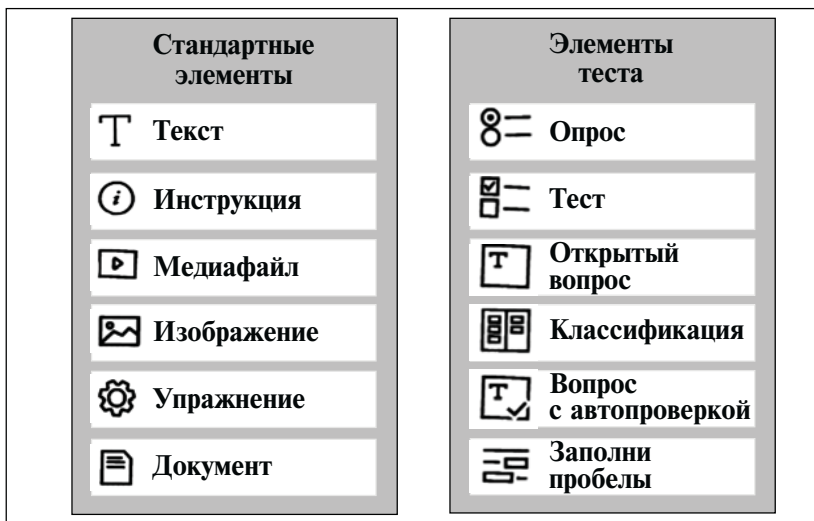 Стандартные
элементы
Текст
Инструкция
Медиафайл
Изображение
Упражнение
Документ
Элементы
теста
Опрос
Тест
Открытый
вопрос
Классификация
Вопрос
с автопроверкой
Заполни
пробелы